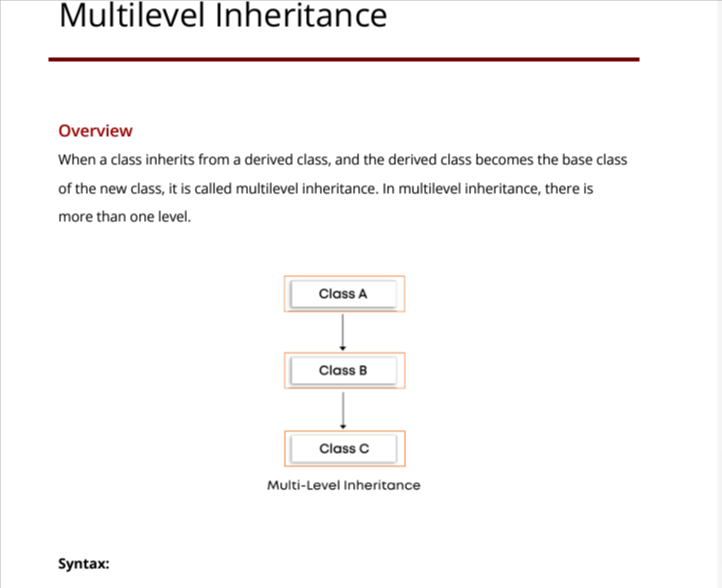 Multilevel Inheritance
Overview
When a class inherits from a derived class, and the derived class becomes the base class
of the new class, it is called multilevel inheritance. In multilevel inheritance, there is
more than one level.
Class A
Class B
Class C
Multi-Level Inheritance
Syntax: